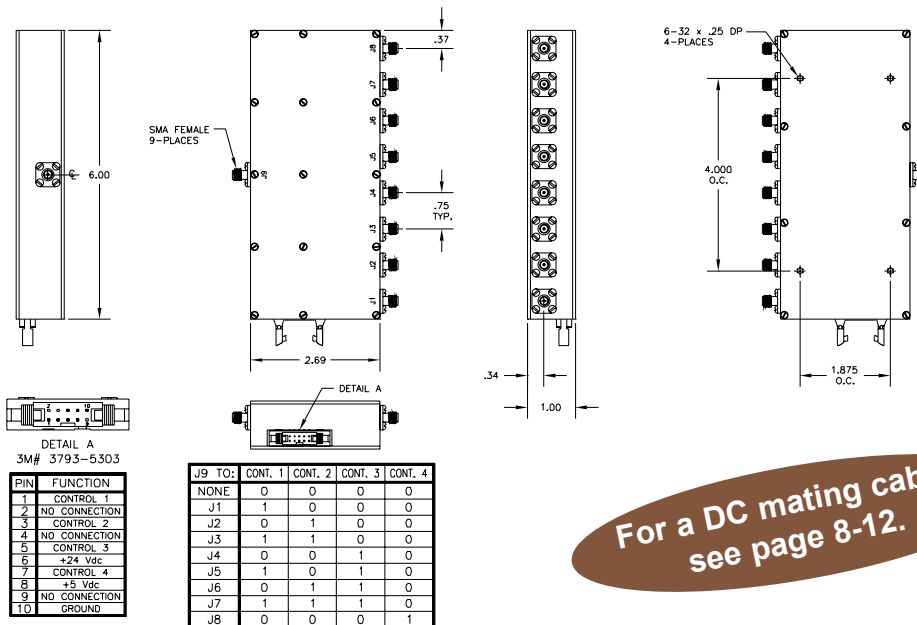 6.00
SMA FEMALE
9-PLACES
J9
J8
J7
J6
J5
J4
J3
J2
J1
.37
.75
TYP.
2.69
.34
1.00
6-32 x .25 DP
4-PLACES
4.000
O.C.
1.875
O.C.
2 10
1 9
DETAIL A
3M# 3793-5303
DETAIL A
PIN FUNCTION
1 CONTROL 1
2 NO CONNECTION
3 CONTROL 2
4 NO CONNECTION
5 CONTROL 3
6 +24 Vdc
7 CONTROL 4
8 +5 Vdc
9 NO CONNECTION
10 GROUND
J9 TO: CONT. 1 CONT. 2 CONT. 3 CONT. 4
NONE 0 0 0 0
J1 1 0 0 0
J2 0 1 0 0
J3 1 1 0 0
J4 0 0 1 0
J5 1 0 1 0
J6 0 1 1 0
J7 1 1 1 0
J8 0 0 0 1
For a DC mating cab
see page 8-12.